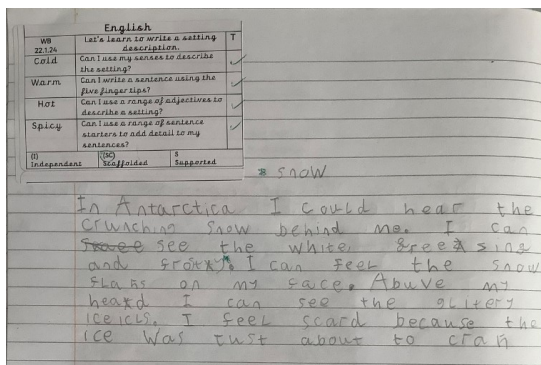 English
WB
22.1.24
Let's learn to write a setting
description.
T
Cold
Can I use my senses to describe
the setting?
Warm
Can I write a sentence using the
five finger tips?
Hot
Can I use a range of adjectives to
describe a setting?
Spicy
Can I use a range of sentence
starters to add detail to my
sentences?
(I)
Independent
(SC)
Scaffolded
S
Supported
snow
In Antarctica I could hear the
crunching snow behind me. I can
see the white, freezing
and frosty. I can feel the snow
flaks on my face. Abuve my
heard I can see the glitery
iceicls. I feel scard because the
ice was just about to